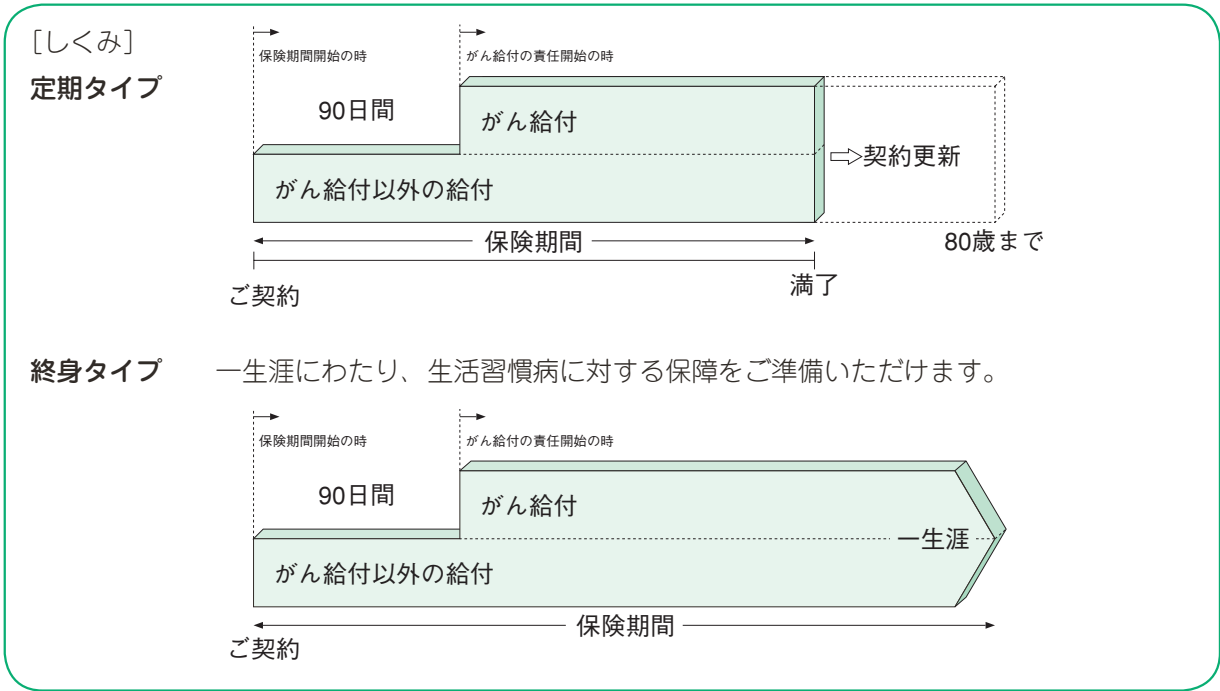 [しくみ]
定期タイプ
保険期間開始の時
がん給付の責任開始の時
90日間
がん給付
がん給付以外の給付
⇨契約更新
保険期間
80歳まで
ご契約
満了
終身タイプ
一生涯にわたり、生活習慣病に対する保障をご準備いただけます。
保険期間開始の時
がん給付の責任開始の時
90日間
がん給付
一生涯
がん給付以外の給付
保険期間
ご契約